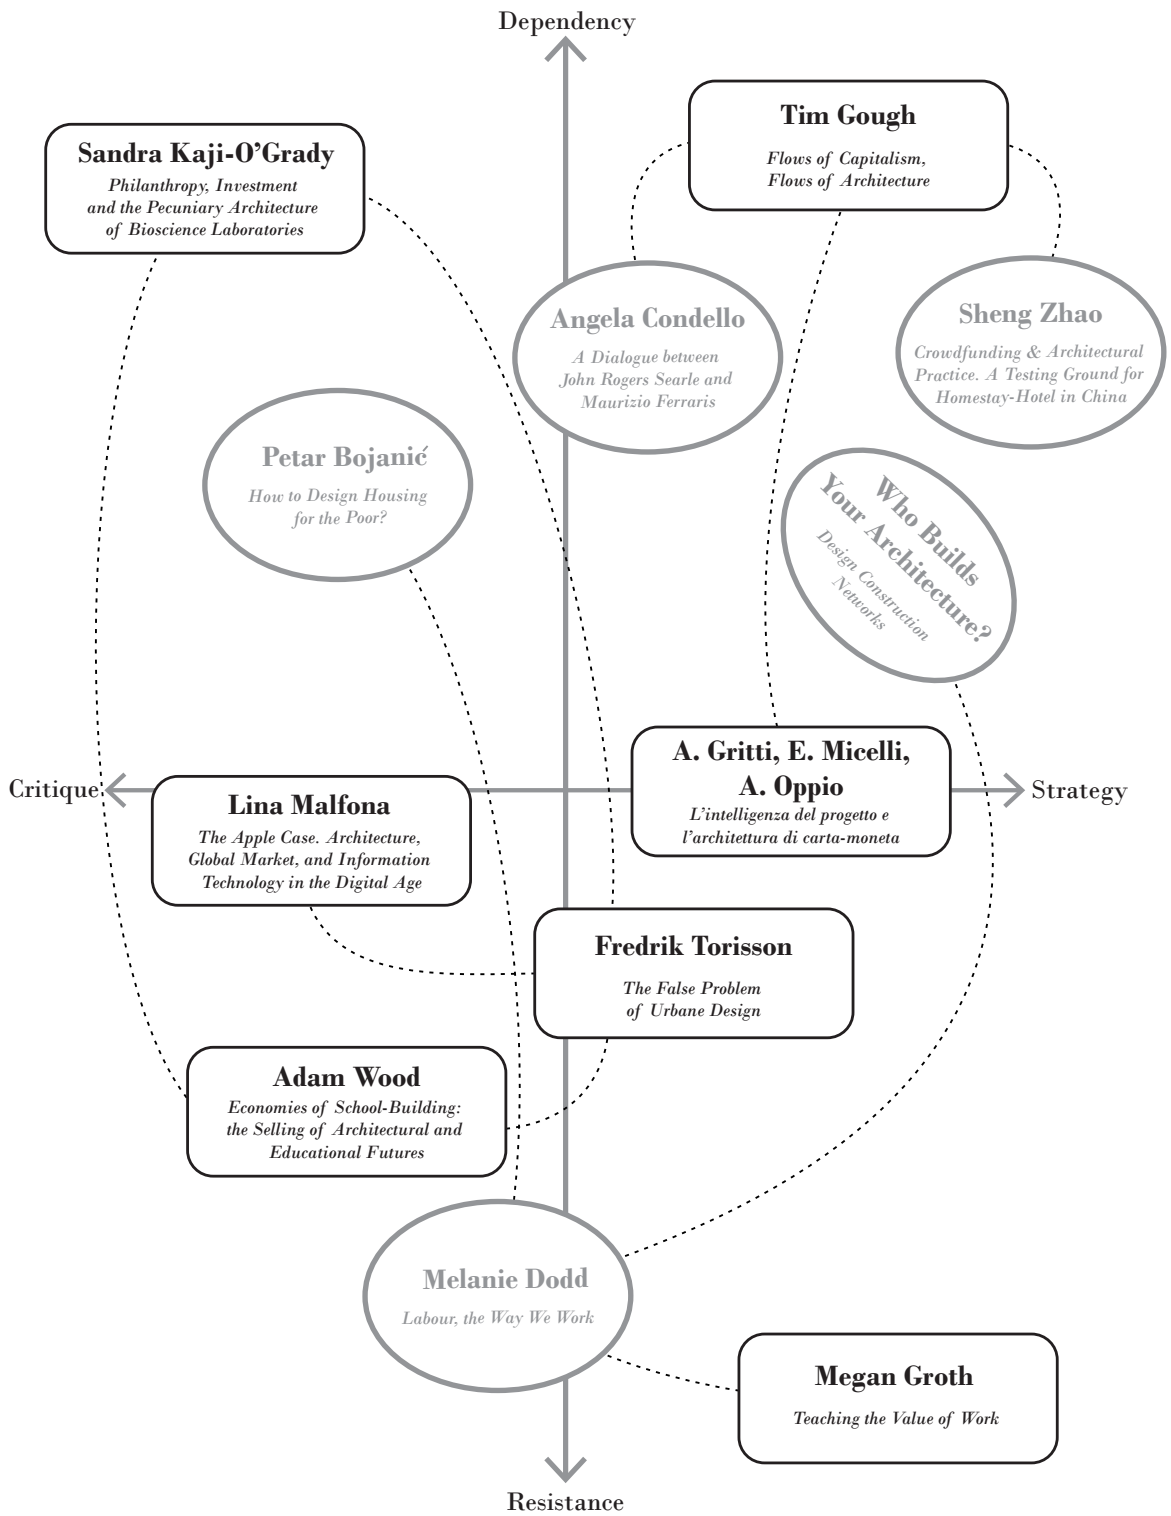 Dependency
Tim Gough
Flows of Capitalism,
Flows of Architecture
Sandra Kaji-O’Grady
Philanthropy, Investment
and the Pecuniary Architecture
of Bioscience Laboratories
Angela Condello
A Dialogue between
John Rogers Searle and
Maurizio Ferraris
Sheng Zhao
Crowdfunding & Architectural
Practice. A Testing Ground for
Homestay-Hotel in China
Petar Bojanić
How to Design Housing
for the Poor?
Who Builds
Your Architecture?
Design Construction
Networks
Critique
Strategy
A. Gritti, E. Micelli,
A. Oppio
L’intelligenza del progetto e
l’architettura di carta-moneta
Lina Malfona
The Apple Case. Architecture,
Global Market, and Information
Technology in the Digital Age
Fredrik Torisson
The False Problem
of Urbane Design
Adam Wood
Economies of School-Building:
the Selling of Architectural and
Educational Futures
Melanie Dodd
Labour, the Way We Work
Megan Groth
Teaching the Value of Work
Resistance